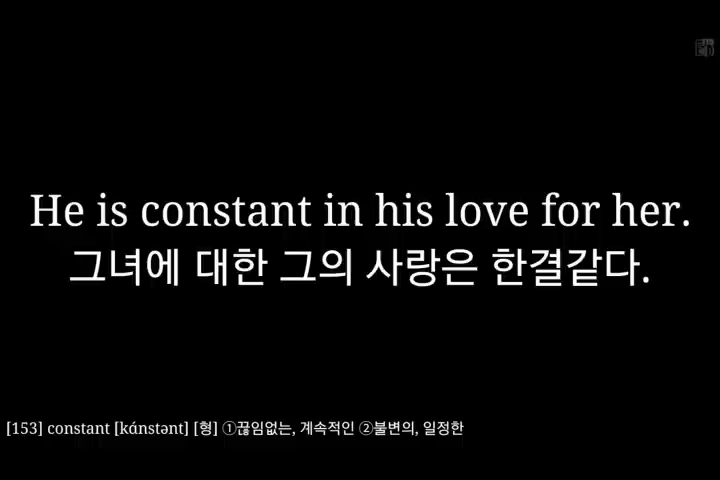 He is constant in his love for her.
그녀에 대한 그의 사랑은 한결같다.
[153] constant [kάnstənt] [형] ①끊임없는, 계속적인 ②불변의, 일정한